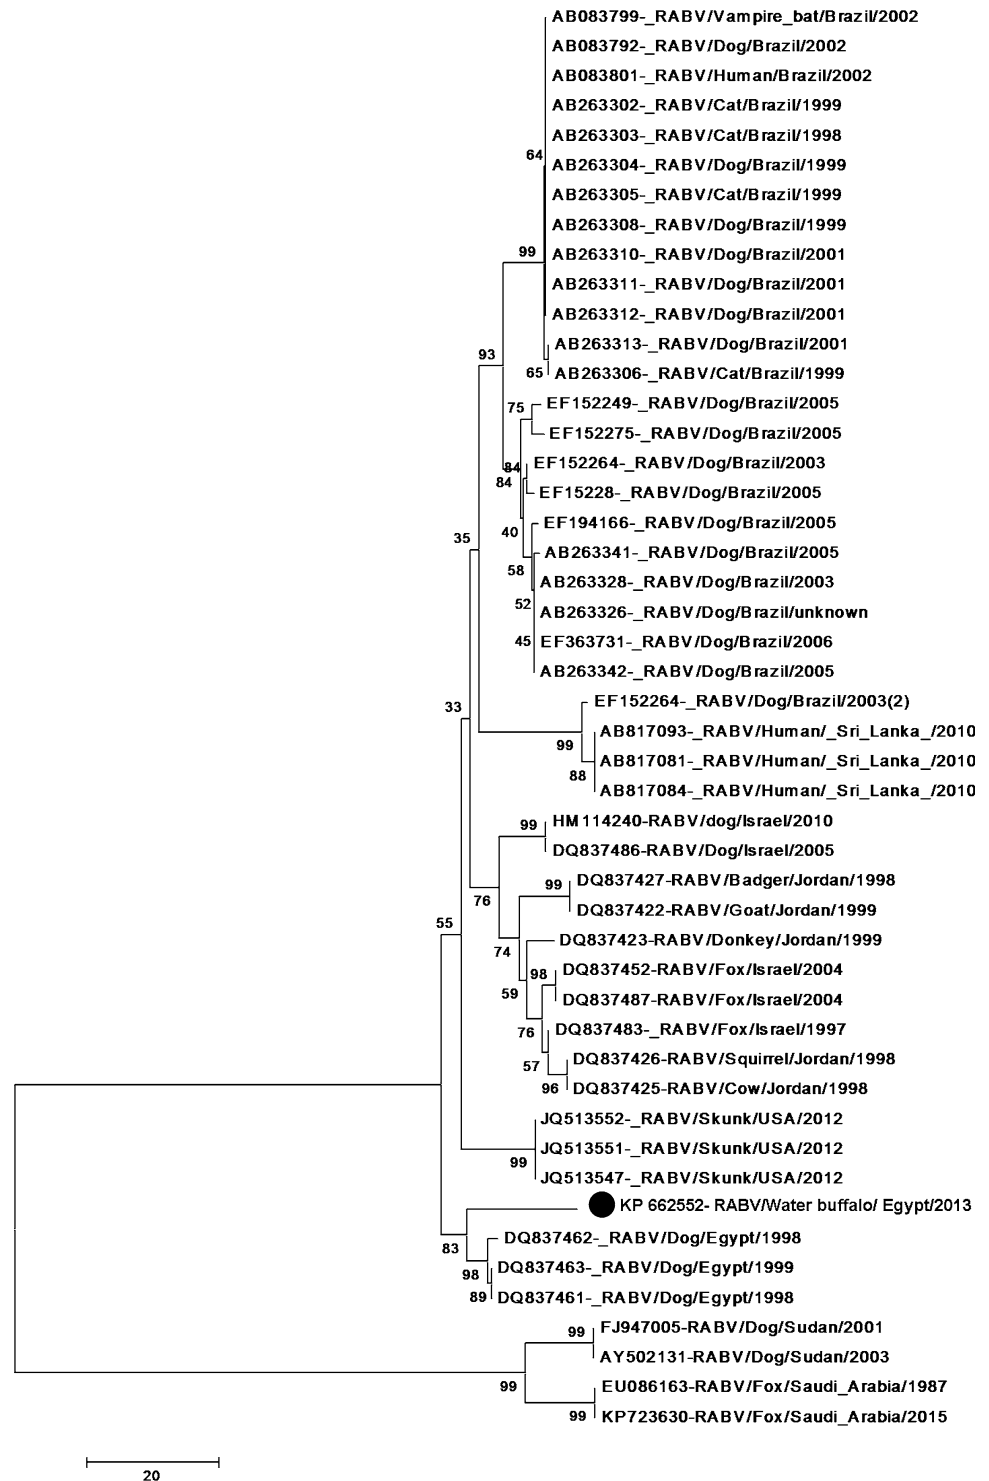 AB083799-_RABV/Vampire_bat/Brazil/2002
AB083792-_RABV/Dog/Brazil/2002
AB083801-_RABV/Human/Brazil/2002
AB263302-_RABV/Cat/Brazil/1999
AB263303-_RABV/Cat/Brazil/1998
64
AB263304-_RABV/Dog/Brazil/1999
AB263305-_RABV/Cat/Brazil/1999
AB263308-_RABV/Dog/Brazil/1999
99
AB263310-_RABV/Dog/Brazil/2001
AB263311-_RABV/Dog/Brazil/2001
AB263312-_RABV/Dog/Brazil/2001
AB263313-_RABV/Dog/Brazil/2001
93
65
AB263306-_RABV/Cat/Brazil/1999
75
EF152249-_RABV/Dog/Brazil/2005
EF152275-_RABV/Dog/Brazil/2005
84
EF152264-_RABV/Dog/Brazil/2003
84
EF15228-_RABV/Dog/Brazil/2005
EF194166-_RABV/Dog/Brazil/2005
40
35
AB263341-_RABV/Dog/Brazil/2005
58
AB263328-_RABV/Dog/Brazil/2003
52
AB263326-_RABV/Dog/Brazil/unknown
45
EF363731-_RABV/Dog/Brazil/2006
AB263342-_RABV/Dog/Brazil/2005
33
EF152264-_RABV/Dog/Brazil/2003(2)
AB817093-_RABV/Human/_Sri_Lanka_/2010
99
AB817081-_RABV/Human/_Sri_Lanka_/2010
88
AB817084-_RABV/Human/_Sri_Lanka_/2010
99
HM114240-RABV/dog/Israel/2010
DQ837486-RABV/Dog/Israel/2005
99
DQ837427-RABV/Badger/Jordan/1998
76
DQ837422-RABV/Goat/Jordan/1999
55
DQ837423-RABV/Donkey/Jordan/1999
74
98
DQ837452-RABV/Fox/Israel/2004
59
DQ837487-RABV/Fox/Israel/2004
76
DQ837483-_RABV/Fox/Israel/1997
DQ837426-RABV/Squirrel/Jordan/1998
57
96
DQ837425-RABV/Cow/Jordan/1998
JQ513552-_RABV/Skunk/USA/2012
JQ513551-_RABV/Skunk/USA/2012
99
JQ513547-_RABV/Skunk/USA/2012
KP 662552- RABV/Water buffalo/ Egypt/2013
DQ837462-_RABV/Dog/Egypt/1998
83
DQ837463-_RABV/Dog/Egypt/1999
98
89
DQ837461-_RABV/Dog/Egypt/1998
99
FJ947005-RABV/Dog/Sudan/2001
AY502131-RABV/Dog/Sudan/2003
99
EU086163-RABV/Fox/Saudi_Arabia/1987
99
KP723630-RABV/Fox/Saudi_Arabia/2015
20